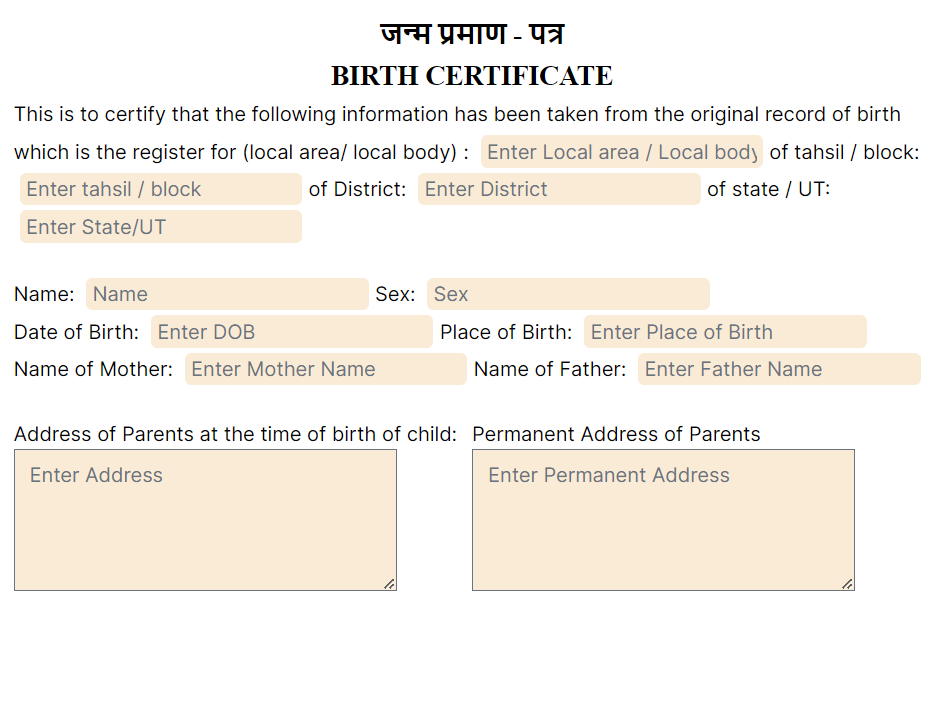 जन्म प्रमाण - पत्र
BIRTH CERTIFICATE
This is to certify that the following information has been taken from the original record of birth
which is the register for (local area/ local body) : Enter Local area / Local body of tahsil / block:
Enter tahsil / block of District: Enter District of state / UT:
Enter State/UT
Name: Name Sex: Sex
Date of Birth: Enter DOB Place of Birth: Enter Place of Birth
Name of Mother: Enter Mother Name Name of Father: Enter Father Name
Address of Parents at the time of birth of child: Permanent Address of Parents
Enter Address Enter Permanent Address